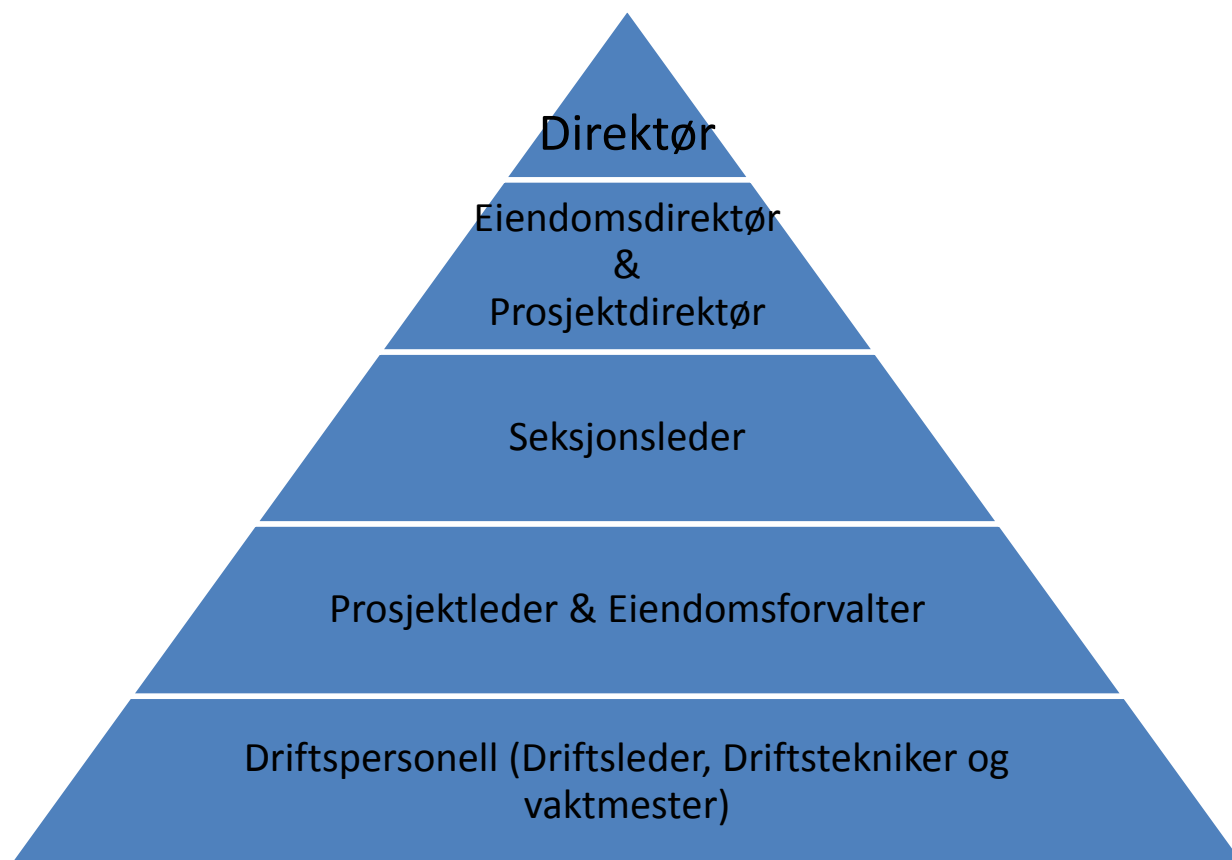 Direktør
Eiendomsdirektør
&
Prosjektdirektør
Seksjonsleder
Prosjektleder & Eiendomsforvalter
Driftspersonell (Driftsleder, Driftstekniker og
vaktmester)